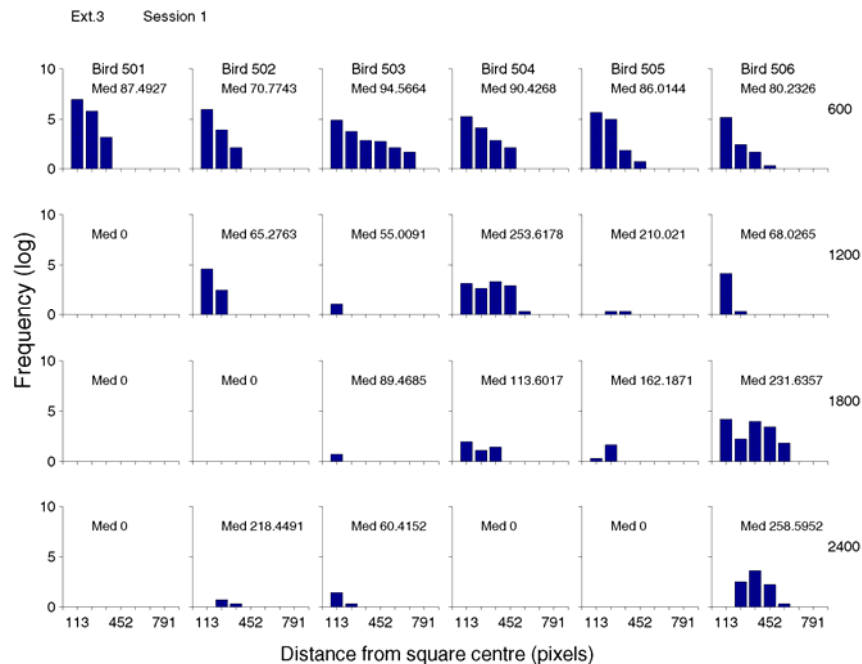 Ext.3 Session 1
Bird 501 Bird 502 Bird 503 Bird 504 Bird 505 Bird 506
Med 87.4927 Med 70.7743 Med 94.5664 Med 90.4268 Med 86.0144 Med 80.2326
10
5
0
600
Med 0 Med 65.2763 Med 55.0091 Med 253.6178 Med 210.021 Med 68.0265
10
5
0
1200
Frequency (log)
Med 0 Med 0 Med 89.4685 Med 113.6017 Med 162.1871 Med 231.6357
10
5
0
1800
Med 0 Med 218.4491 Med 60.4152 Med 0 Med 0 Med 258.5952
10
5
0
2400
113 452 791 113 452 791 113 452 791 113 452 791 113 452 791 113 452 791
Distance from square centre (pixels)